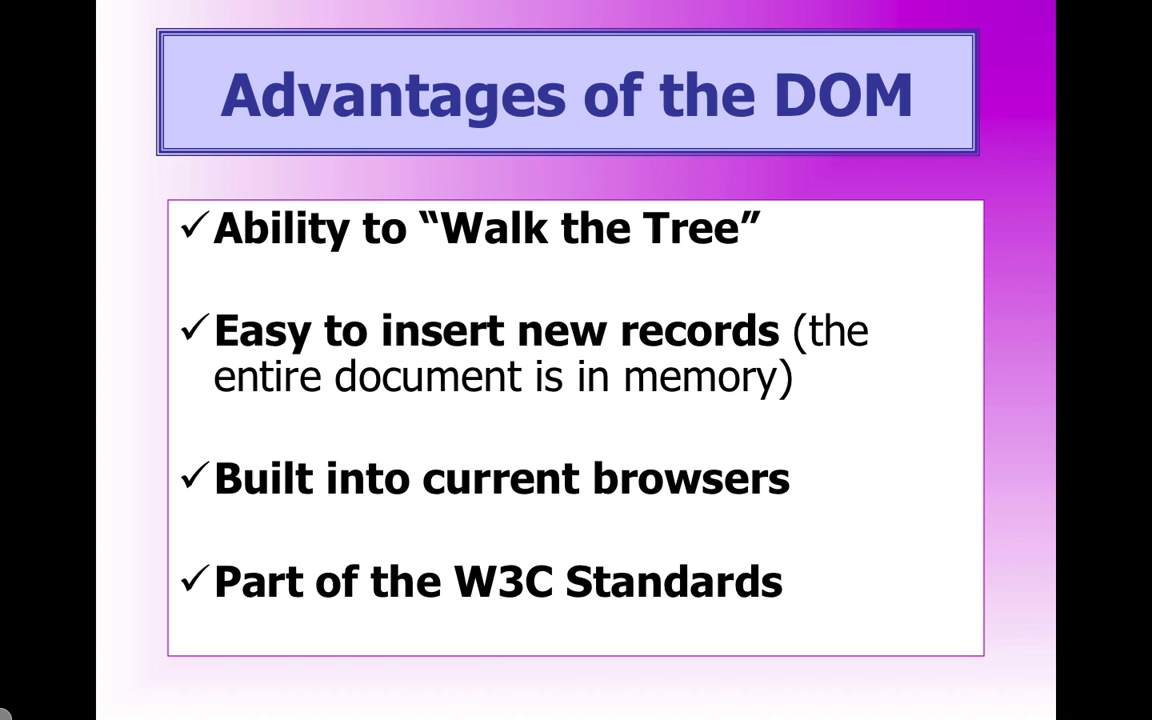 Advantages of the DOM
✓Ability to “Walk the Tree”
✓Easy to insert new records (the
entire document is in memory)
✓Built into current browsers
✓Part of the W3C Standards